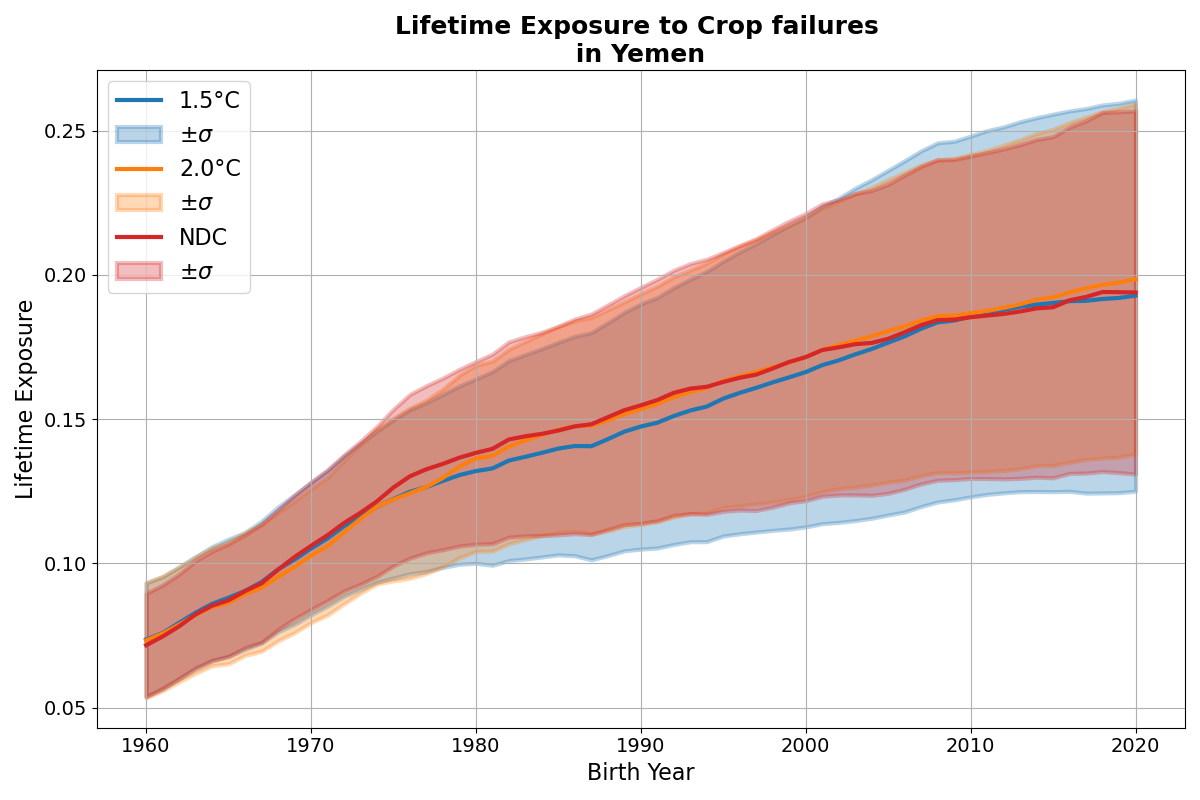 Lifetime Exposure to Crop failures
in Yemen
1.5°C
±σ
2.0°C
±σ
NDC
±σ
Lifetime Exposure
0.25
0.20
0.15
0.10
0.05
1960 1970 1980 1990 2000 2010 2020
Birth Year